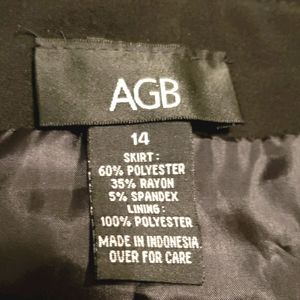 AGB
14
SKIRT:
60% POLYESTER
35% RAYON
5% SPANDEX
LINING:
100% POLYESTER
MADE IN INDONESIA
OVER FOR CARE